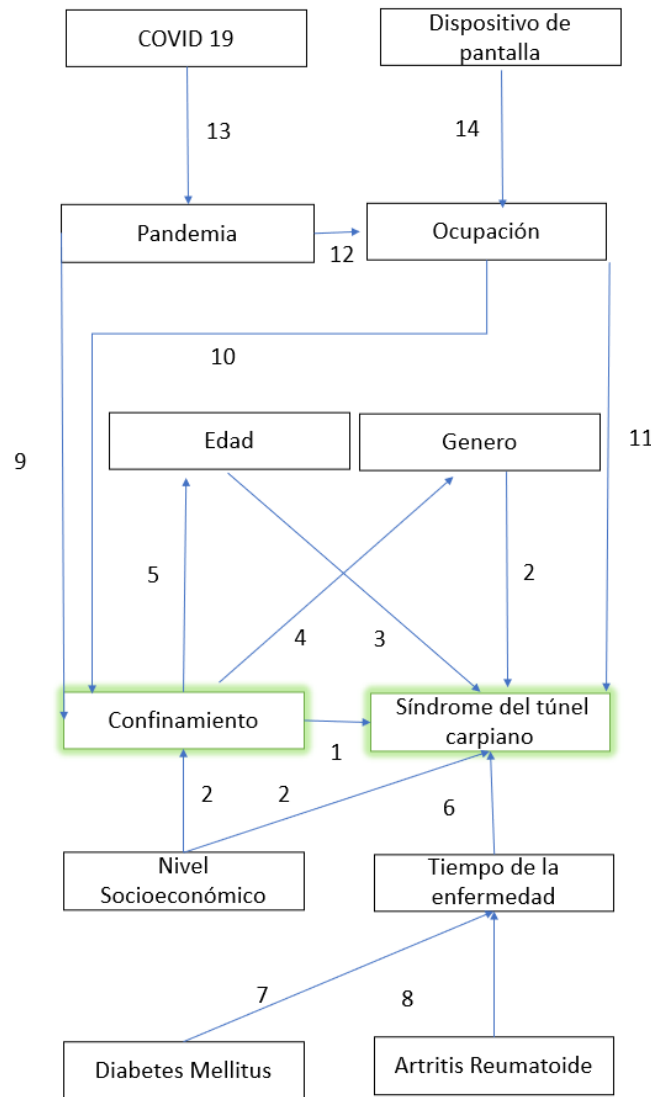 COVID 19
Dispositivo de
pantalla
13
14
Pandemia
12
Ocupación
10
9
11
Edad
Genero
5
4
3
2
Confinamiento
1
Síndrome del túnel
carpiano
2
2
6
Nivel
Socioeconómico
Tiempo de la
enfermedad
7
8
Diabetes Mellitus
Artritis Reumatoide